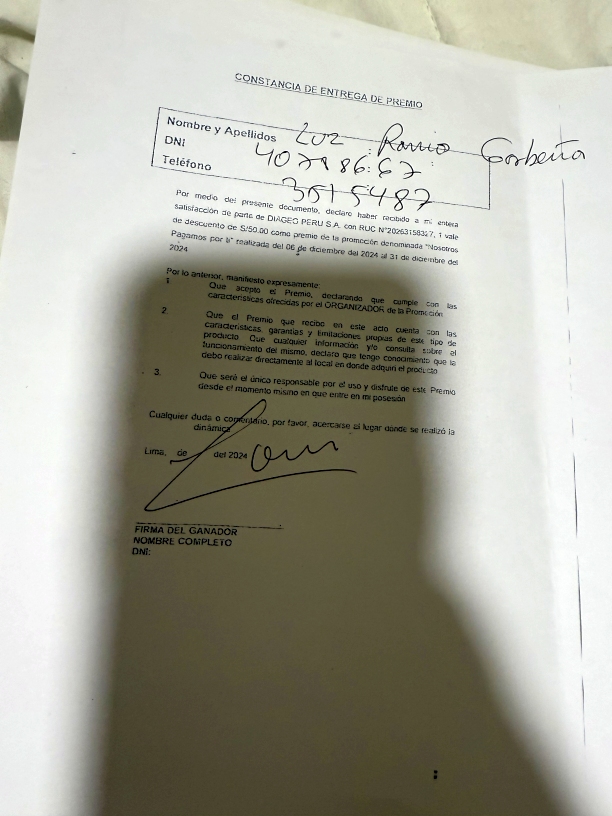 CONSTANCIA DE ENTREGA DE PREMIO
Nombre y Apellidos Luz
DNI
Teléfono 3515487
Por medio del presente documento, declaro haber recibido a mi entera
satisfacción de parte de DIAGEO PERU S.A. con RUC N°20263158347, 1 vale
de descuento de S/50.00 como premio de la promoción denominada "Nosotros
Pagamos por ti" realizada del 06 de diciembre del 2024 al 31 de diciembre del
2024.
Por lo anterior, manifiesto expresamente:
1. Que acepto el Premio, declarando que cumple con las
características ofrecidas por el ORGANIZADOR de la Promoción
2. Que el Premio que recibo en este acto cuenta con las
características, garantías y limitaciones propias de este tipo de
producto. Que cualquier información y/o consulta sobre el
funcionamiento del mismo, declaro que tengo conocimiento que la
debo realizar directamente al local en donde adquirí el producto
3. Que seré el único responsable por el uso y disfrute de este Premio
desde el momento mismo en que entre en mi posesión
Cualquier duda o comentario, por favor, acercarse al lugar donde se realizó la
dinámica
Lima, de del 2024
FIRMA DEL GANADOR
NOMBRE COMPLETO
DNI: